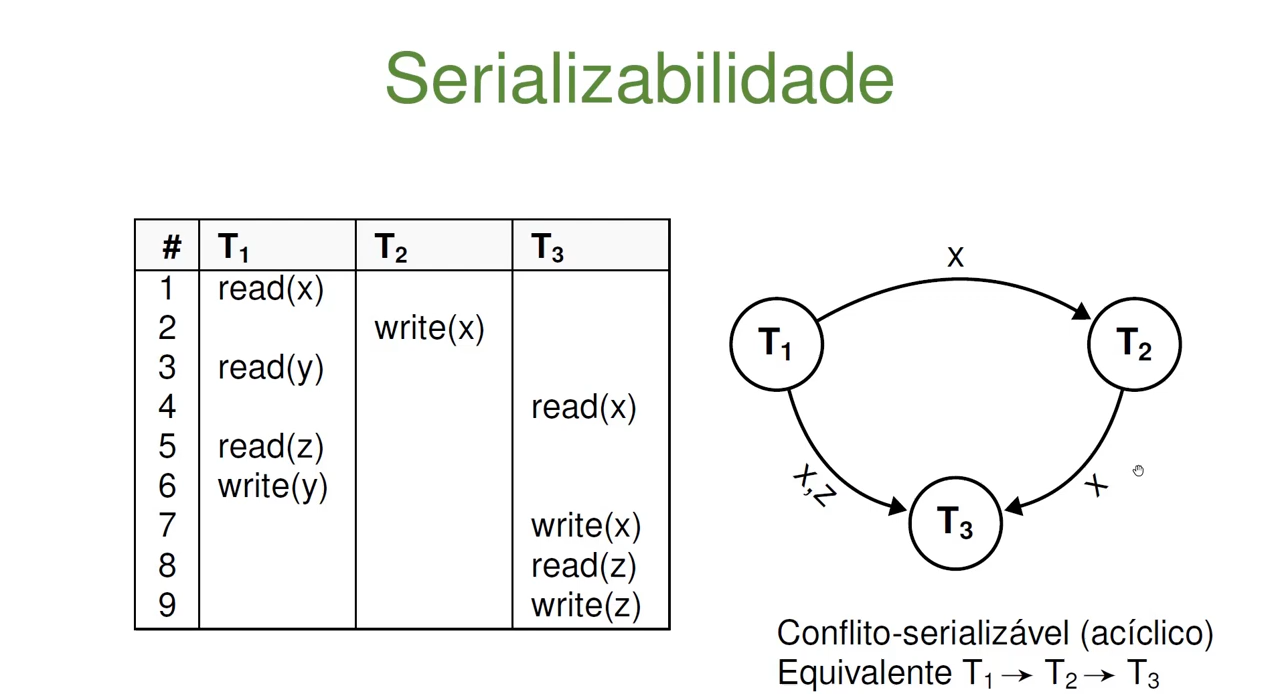 Serializabilidade
# T₁ T₂ T₃
1 read(x)
2 write(x)
3 read(y)
4 read(x)
5 read(z)
6 write(y)
7 write(x)
8 read(z)
9 write(z)
x
T₁
T₂
x,z
x
T₃
Conflito-serializável (acíclico)
Equivalente T₁→ T₂→ T₃